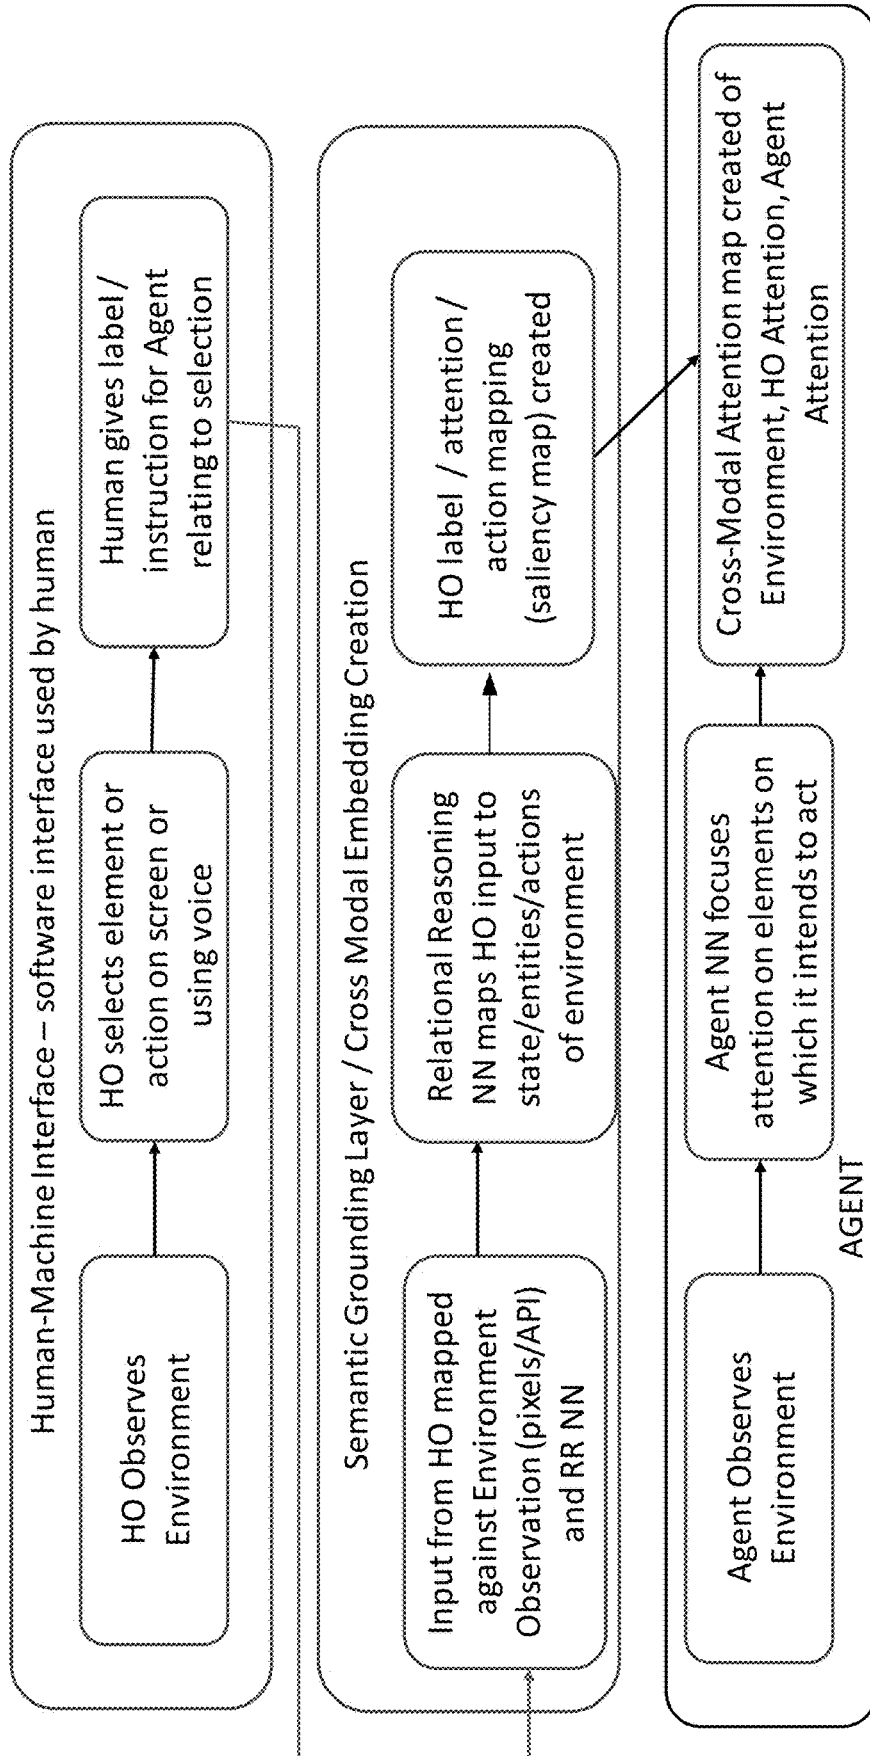 Human-Machine Interface – software interface used by human
HO Observes
Environment
HO selects element or
action on screen or
using voice
Human gives label /
instruction for Agent
relating to selection
Semantic Grounding Layer / Cross Modal Embedding Creation
Input from HO mapped
against Environment
Observation (pixels/API)
and RR NN
Relational Reasoning
NN maps HO input to
state/entities/actions
of environment
HO label / attention /
action mapping
(saliency map) created
Agent Observes
Environment
Agent NN focuses
attention on elements on
which it intends to act
Cross-Modal Attention map created of
Environment, HO Attention, Agent
Attention
AGENT